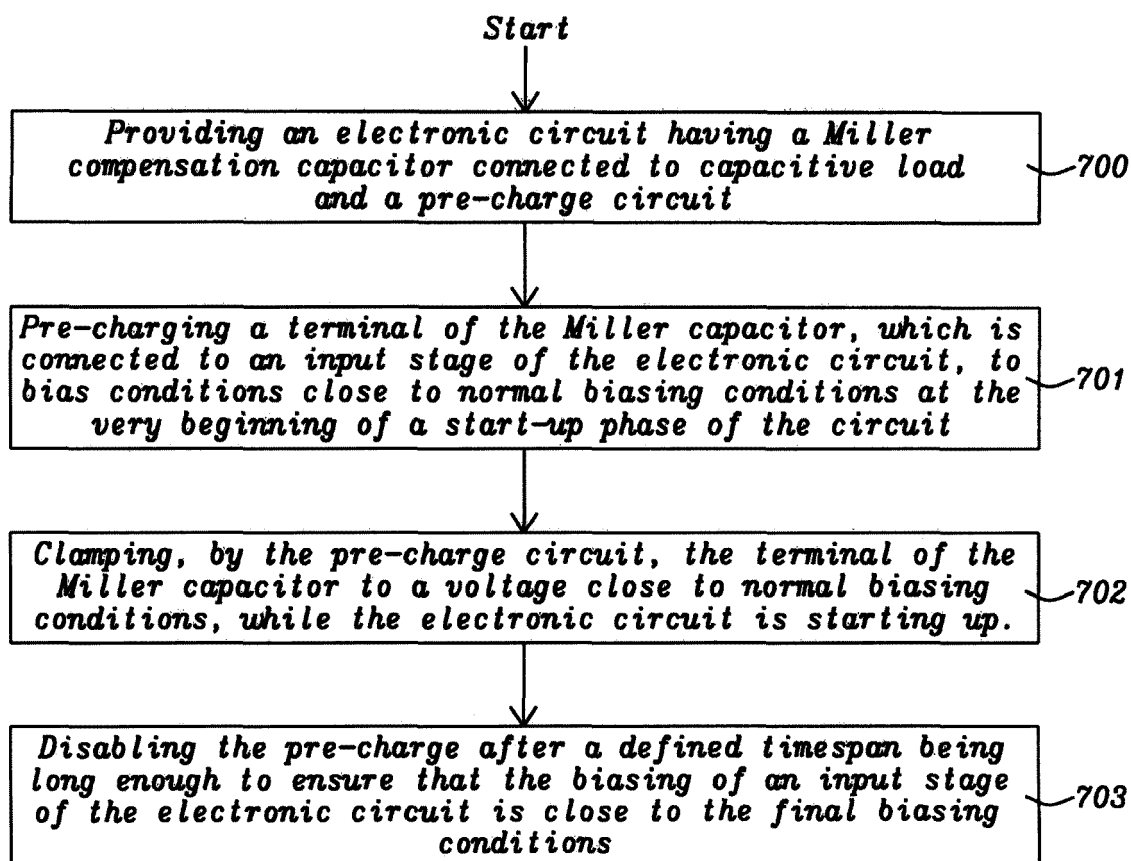 Start
Providing an electronic circuit having a Miller
compensation capacitor connected to capacitive load
and a pre-charge circuit
700
Pre-charging a terminal of the Miller capacitor, which is
connected to an input stage of the electronic circuit, to
bias conditions close to normal biasing conditions at the
very beginning of a start-up phase of the circuit
701
Clamping, by the pre-charge circuit, the terminal of the
Miller capacitor to a voltage close to normal biasing
conditions, while the electronic circuit is starting up.
702
Disabling the pre-charge after a defined timespan being
long enough to ensure that the biasing of an input stage
of the electronic circuit is close to the final biasing
conditions
703